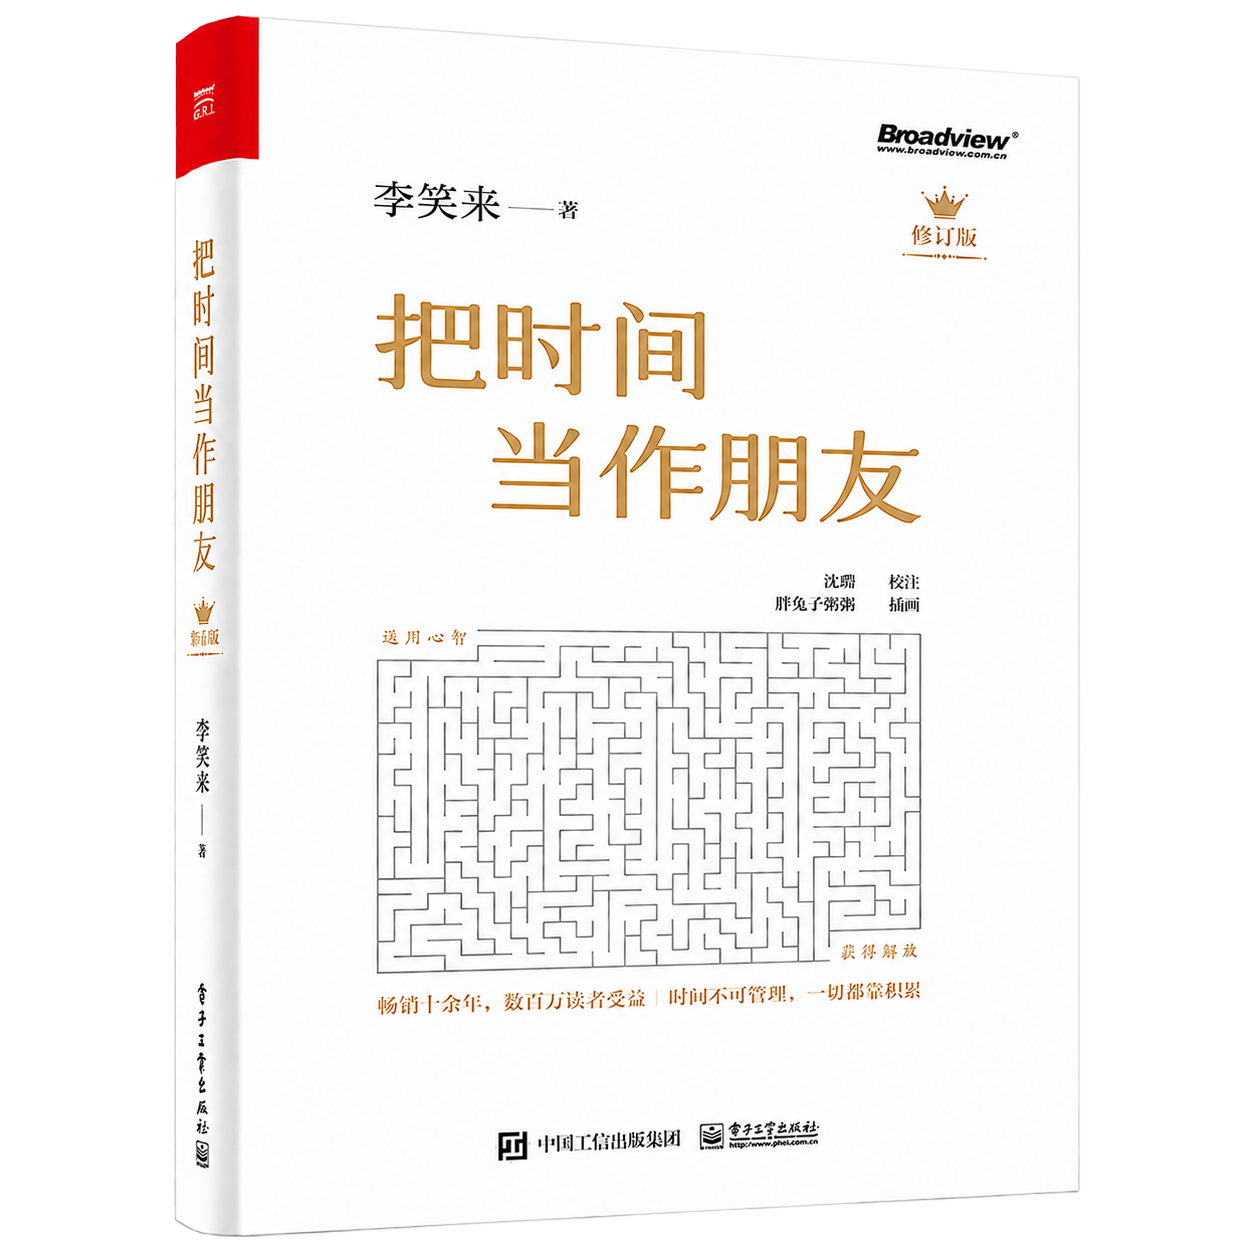 Broadview®
www.broadview.com.cn
李笑来——著
修订版
把时间
当作朋友
沈曌 校注
胖兔子粥粥 插画
运用心智
获得解放
畅销十余年，数百万读者受益 | 时间不可管理，一切都靠积累
中国工信出版集团
电子工业出版社
http://www.phei.com.cn
G.R.I.
把时间当作朋友
李笑来——著
电子工业出版社